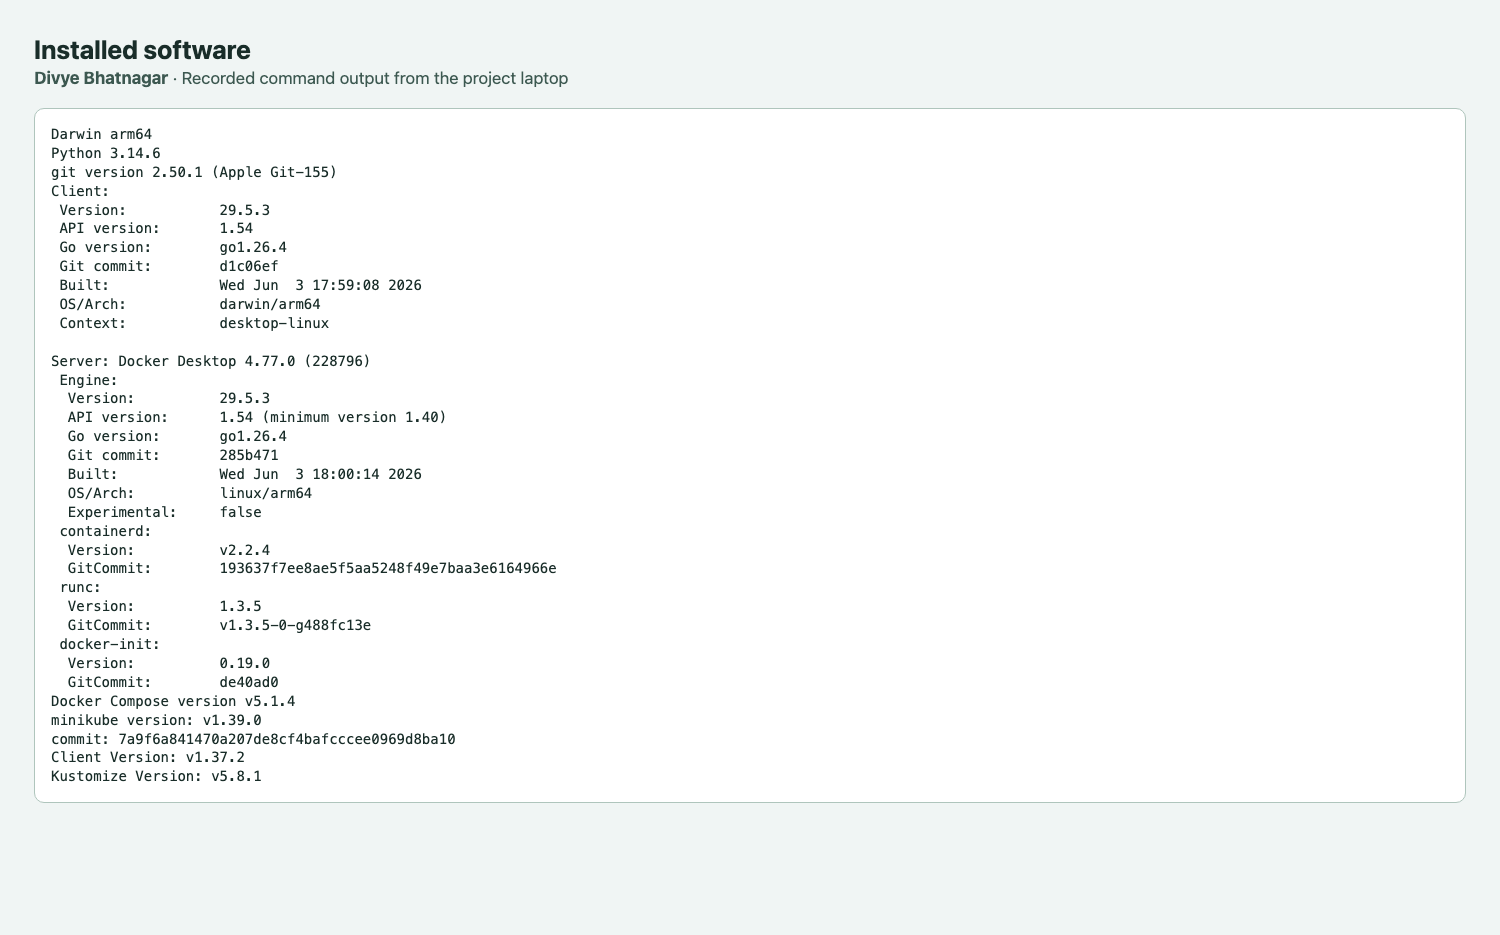 Installed software
Divye Bhatnagar · Recorded command output from the project laptop
Darwin arm64
Python 3.14.6
git version 2.50.1 (Apple Git-155)
Client:
 Version:           29.5.3
 API version:       1.54
 Go version:        go1.26.4
 Git commit:        d1c06ef
 Built:             Wed Jun  3 17:59:08 2026
 OS/Arch:           darwin/arm64
 Context:           desktop-linux

Server: Docker Desktop 4.77.0 (228796)
 Engine:
  Version:          29.5.3
  API version:      1.54 (minimum version 1.40)
  Go version:       go1.26.4
  Git commit:       285b471
  Built:            Wed Jun  3 18:00:14 2026
  OS/Arch:          linux/arm64
  Experimental:     false
 containerd:
  Version:          v2.2.4
  GitCommit:        193637f7ee8ae5f5aa5248f49e7baa3e6164966e
 runc:
  Version:          1.3.5
  GitCommit:        v1.3.5-0-g488fc13e
 docker-init:
  Version:          0.19.0
  GitCommit:        de40ad0
Docker Compose version v5.1.4
minikube version: v1.39.0
commit: 7a9f6a841470a207de8cf4bafcccee0969d8ba10
Client Version: v1.37.2
Kustomize Version: v5.8.1